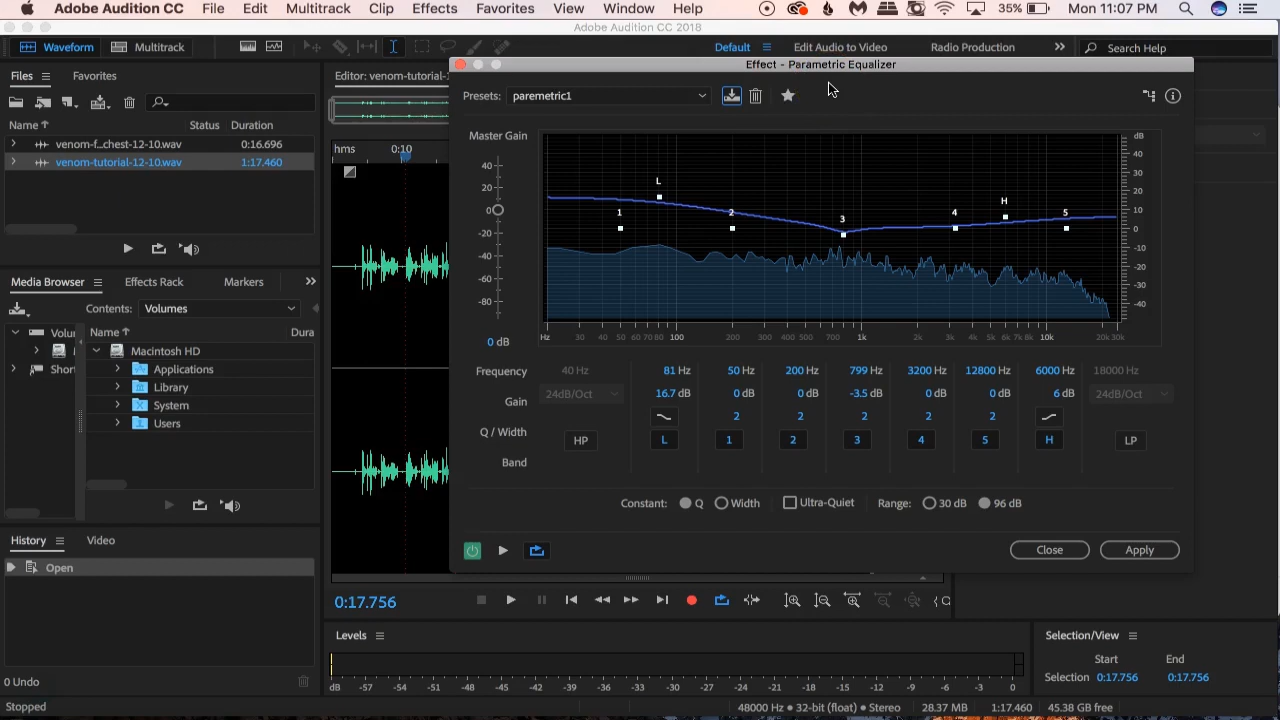 Adobe Audition CC File Edit Multitrack Clip Effects Favorites View Window Help 35% Mon 11:07 PM
Adobe Audition CC 2018
Waveform Multitrack Default Edit Audio to Video Radio Production Search Help
Files Favorites
Name Status Duration
venom-f...chest-12-10.wav 0:16.696
venom-tutorial-12-10.wav 1:17.460
Media Browser Effects Rack Markers
Contents: Volumes
Name Dura
Macintosh HD
Applications
Library
System
Users
Volu
Short
History Video
Open
0 Undo
Stopped
Editor: venom-tutorial-1
hms 0:10
Effect - Parametric Equalizer
Presets: paremetric1
Master Gain
40
20
0
-20
-40
-60
-80
0 dB
L 1 2 3 4 H 5
dB
40
30
20
10
0
-10
-20
-30
-40
Hz 30 40 50 60 70 80 100 200 300 400 500 700 1k 2k 3k 4k 5k 6k 7k 8k 10k 20k 30k
Frequency 40 Hz 81 Hz 50 Hz 200 Hz 799 Hz 3200 Hz 12800 Hz 6000 Hz 18000 Hz
Gain 24dB/Oct 16.7 dB 0 dB 0 dB -3.5 dB 0 dB 0 dB 6 dB 24dB/Oct
Q / Width 2 2 2 2 2
Band HP L 1 2 3 4 5 H LP
Constant: Q Width Ultra-Quiet Range: 30 dB 96 dB
Close Apply
0:17.756
Levels
dB -57 -54 -51 -48 -45 -42 -39 -36 -33 -30 -27 -24 -21 -18 -15 -12 -9 -6 -3 0
Selection/View
Start End
Selection 0:17.756 0:17.756
48000 Hz • 32-bit (float) • Stereo 28.37 MB 1:17.460 45.38 GB free